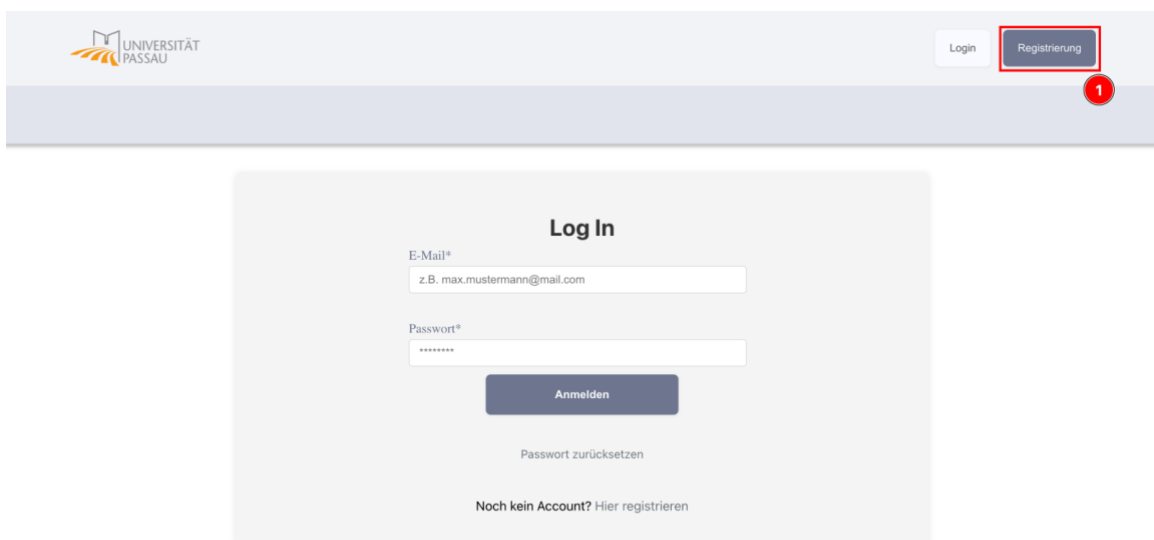 UNIVERSITÄT
PASSAU
Login
Registrierung
1
Log In
E-Mail*
z.B. max.mustermann@mail.com
Passwort*
********
Anmelden
Passwort zurücksetzen
Noch kein Account? Hier registrieren